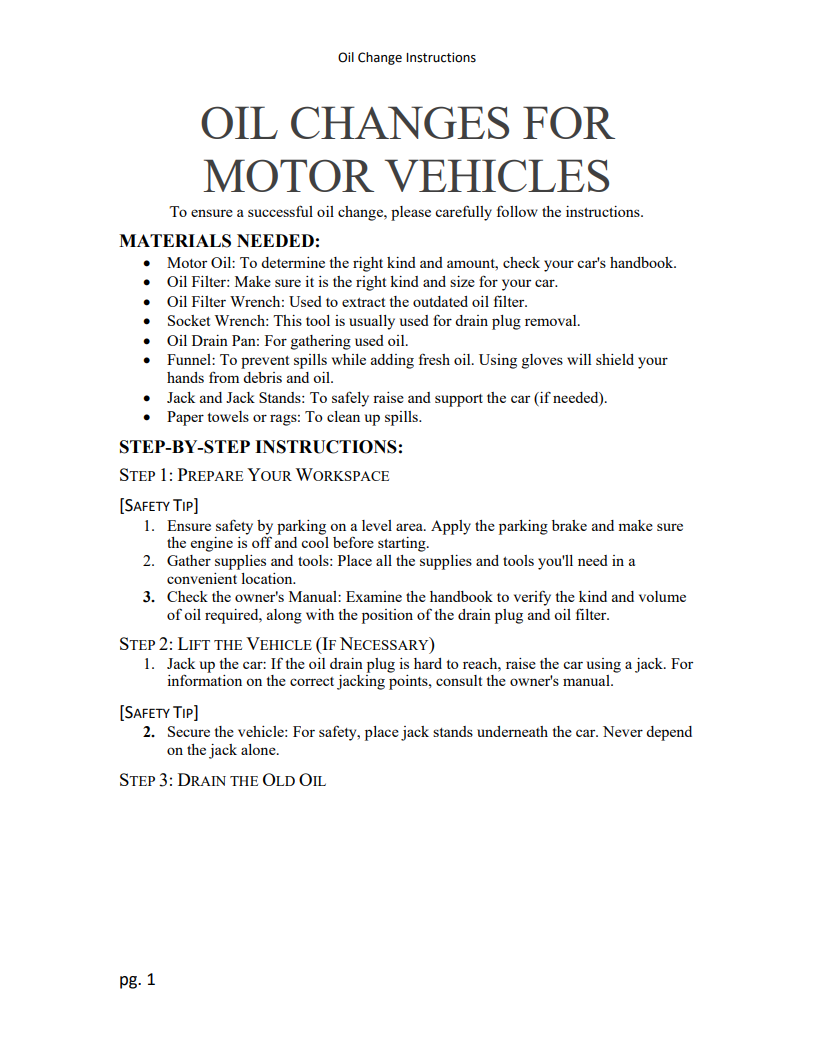 Oil Change Instructions
OIL CHANGES FOR
MOTOR VEHICLES
To ensure a successful oil change, please carefully follow the instructions.
MATERIALS NEEDED:
• Motor Oil: To determine the right kind and amount, check your car's handbook.
• Oil Filter: Make sure it is the right kind and size for your car.
• Oil Filter Wrench: Used to extract the outdated oil filter.
• Socket Wrench: This tool is usually used for drain plug removal.
• Oil Drain Pan: For gathering used oil.
• Funnel: To prevent spills while adding fresh oil. Using gloves will shield your
hands from debris and oil.
• Jack and Jack Stands: To safely raise and support the car (if needed).
• Paper towels or rags: To clean up spills.
STEP-BY-STEP INSTRUCTIONS:
STEP 1: PREPARE YOUR WORKSPACE
[SAFETY TIP]
1. Ensure safety by parking on a level area. Apply the parking brake and make sure
the engine is off and cool before starting.
2. Gather supplies and tools: Place all the supplies and tools you'll need in a
convenient location.
3. Check the owner's Manual: Examine the handbook to verify the kind and volume
of oil required, along with the position of the drain plug and oil filter.
STEP 2: LIFT THE VEHICLE (IF NECESSARY)
1. Jack up the car: If the oil drain plug is hard to reach, raise the car using a jack. For
information on the correct jacking points, consult the owner's manual.
[SAFETY TIP]
2. Secure the vehicle: For safety, place jack stands underneath the car. Never depend
on the jack alone.
STEP 3: DRAIN THE OLD OIL
pg. 1